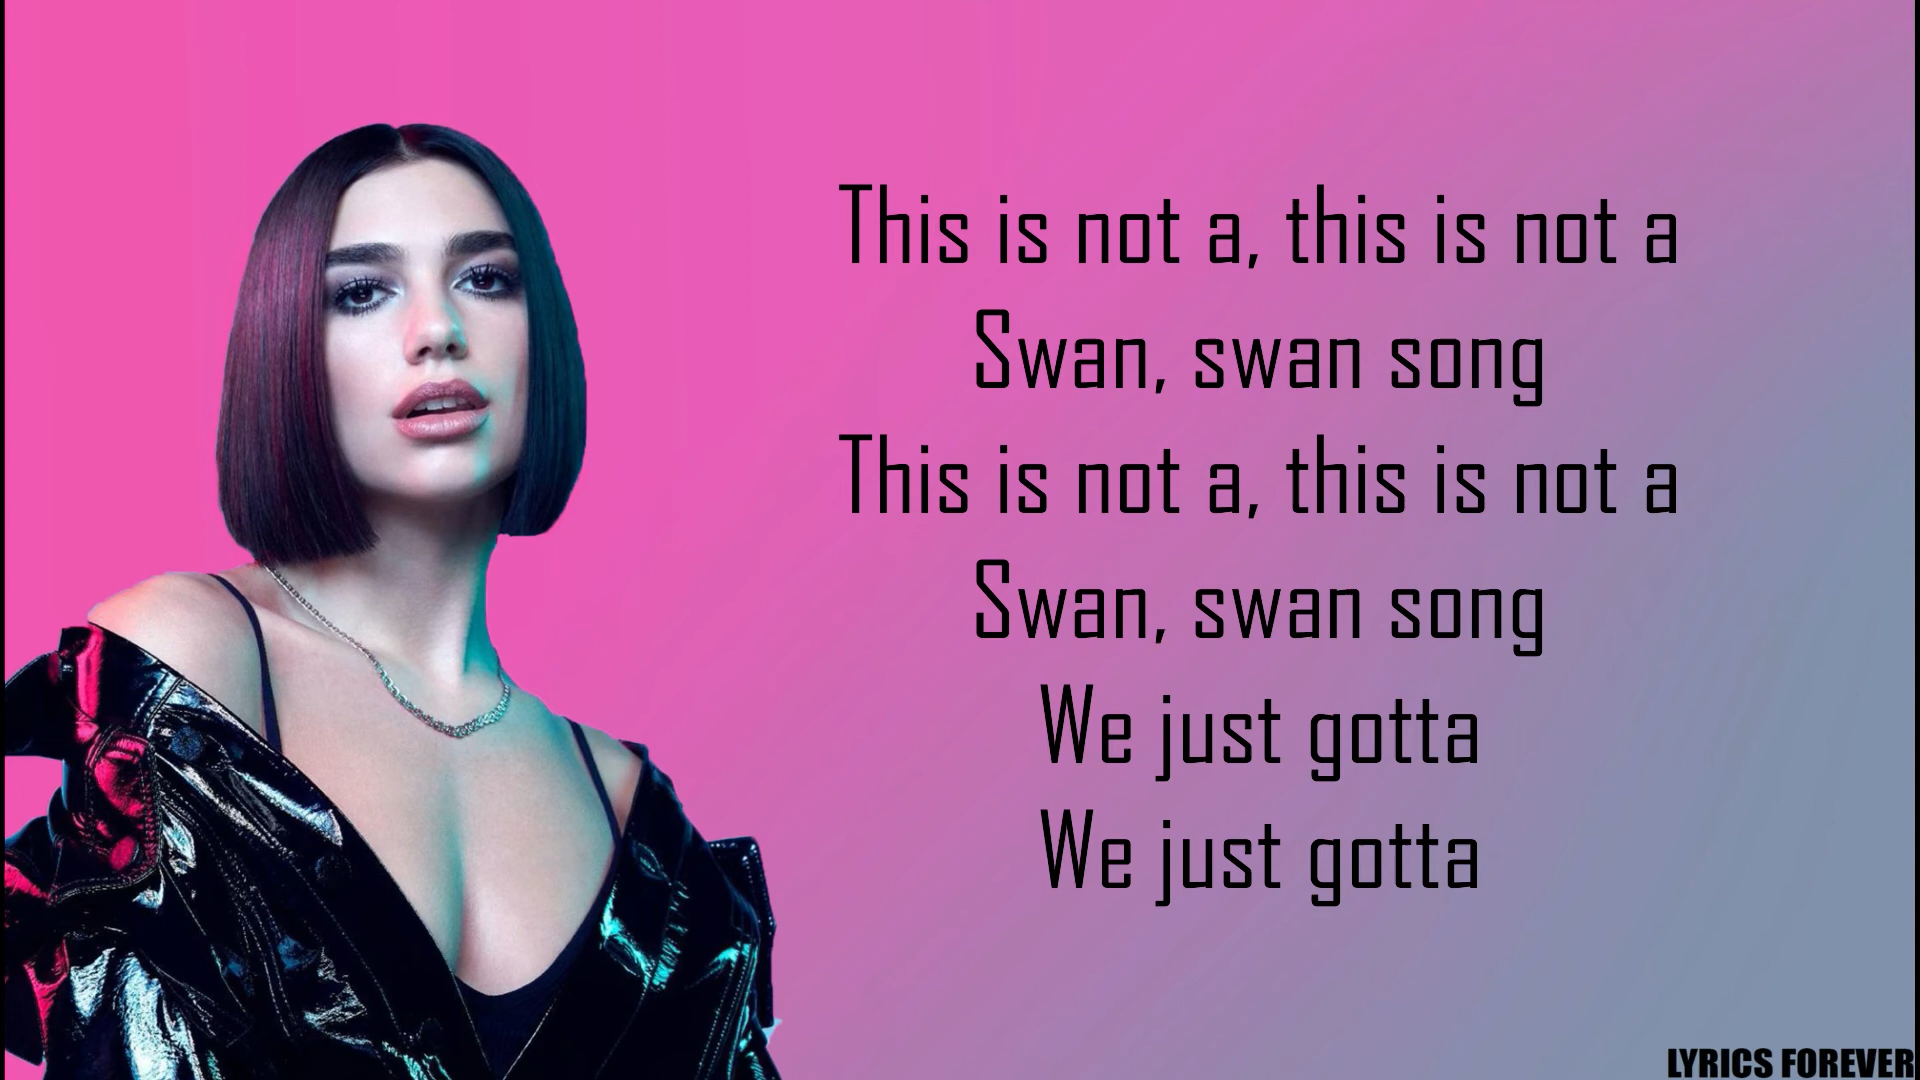 This is not a, this is not a
Swan, swan song
This is not a, this is not a
Swan, swan song
We just gotta
We just gotta
LYRICS FOREVER